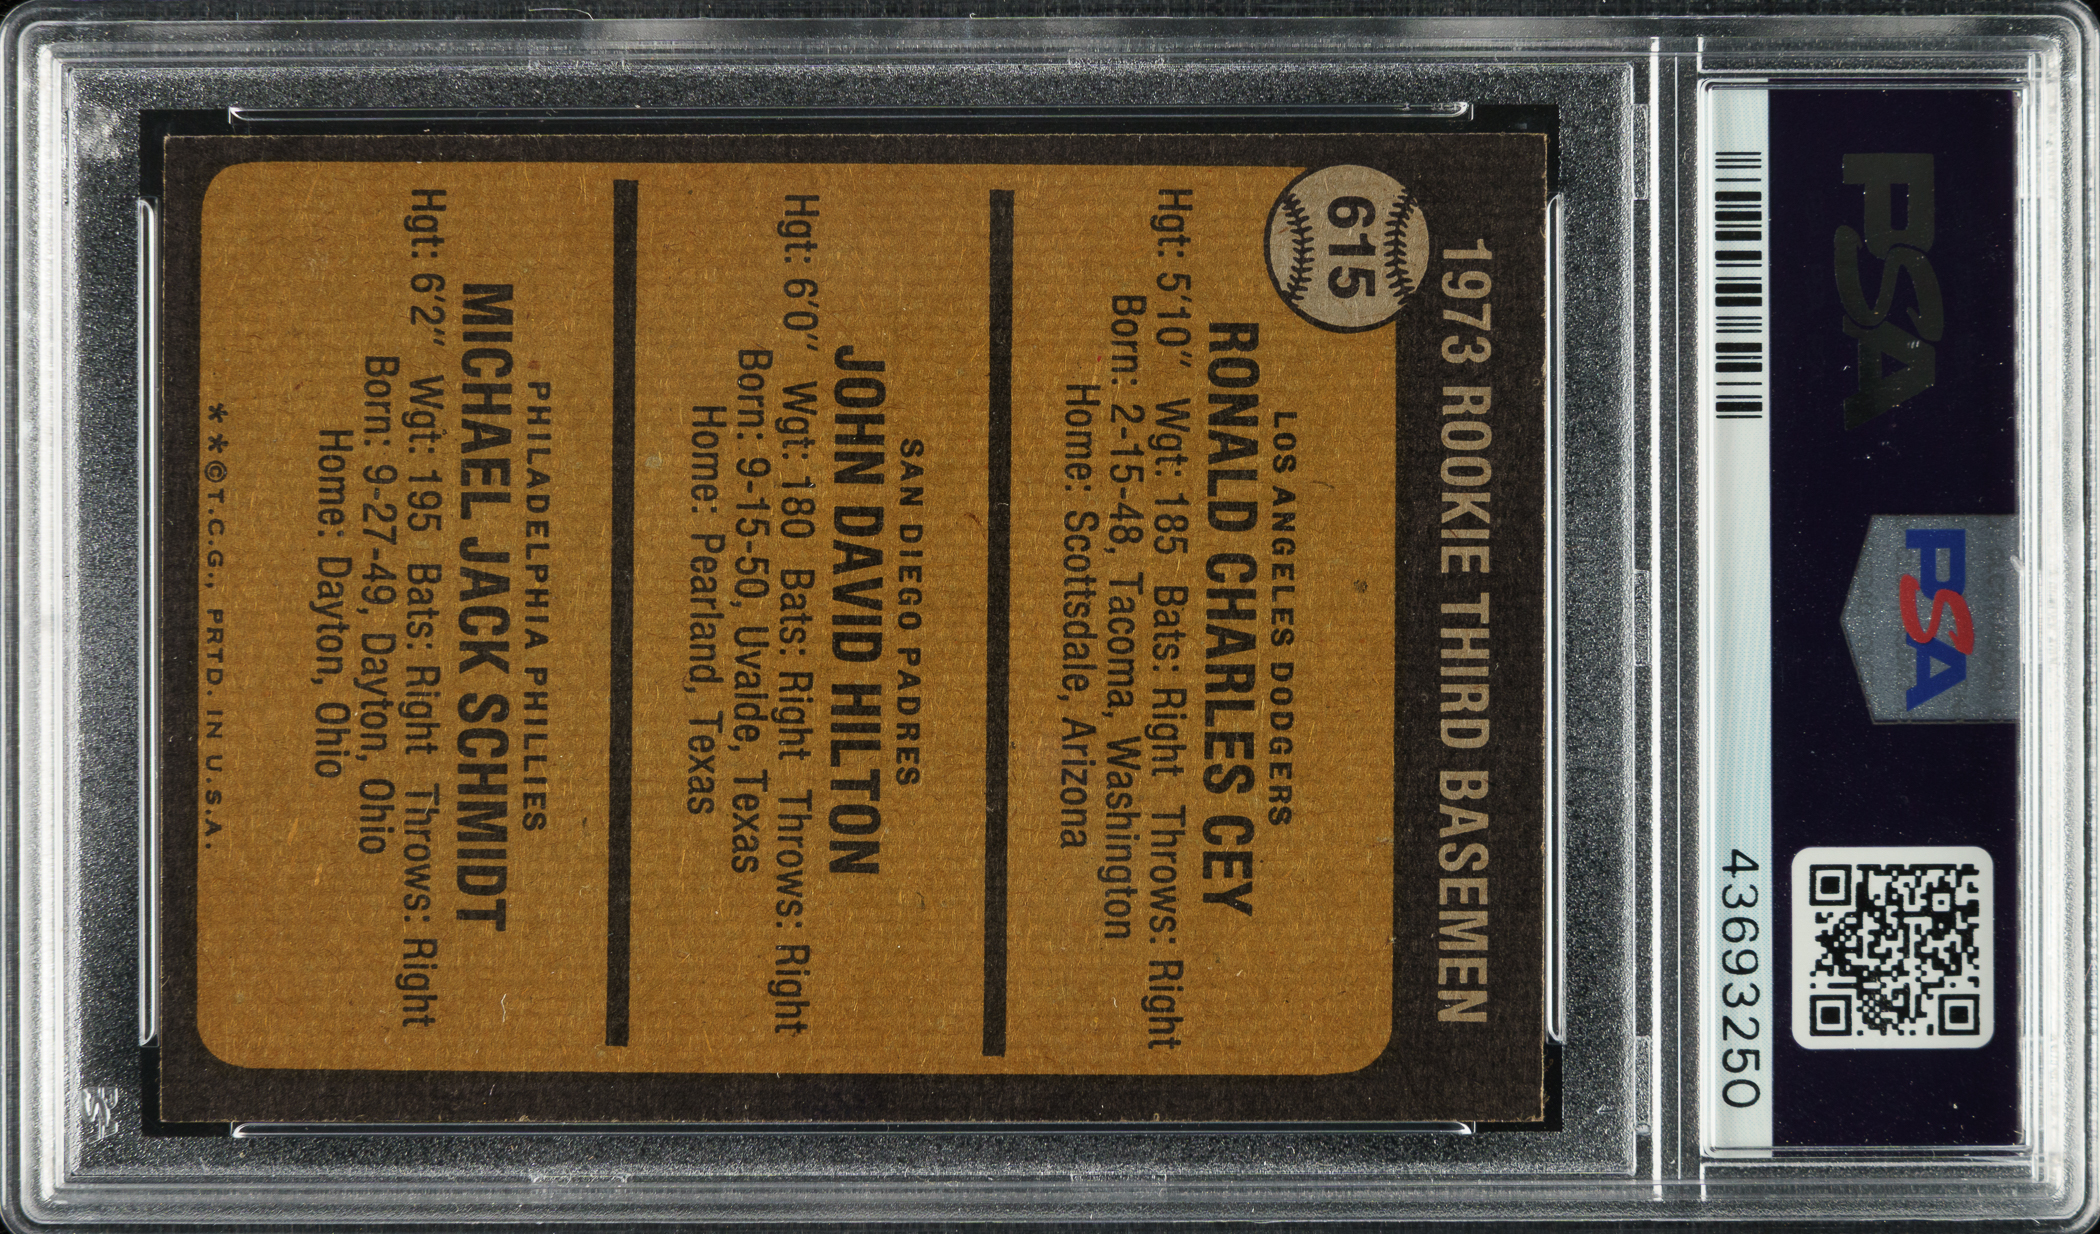 PSA
PSA
43693250
1973 ROOKIE THIRD BASEMEN
615
LOS ANGELES DODGERS
RONALD CHARLES CEY
Hgt: 5'10" Wgt: 185 Bats: Right Throws: Right
Born: 2-15-48, Tacoma, Washington
Home: Scottsdale, Arizona
SAN DIEGO PADRES
JOHN DAVID HILTON
Hgt: 6'0" Wgt: 180 Bats: Right Throws: Right
Born: 9-15-50, Uvalde, Texas
Home: Pearland, Texas
PHILADELPHIA PHILLIES
MICHAEL JACK SCHMIDT
Hgt: 6'2" Wgt: 195 Bats: Right Throws: Right
Born: 9-27-49, Dayton, Ohio
Home: Dayton, Ohio
**©T.C.G., PRTD. IN U.S.A.